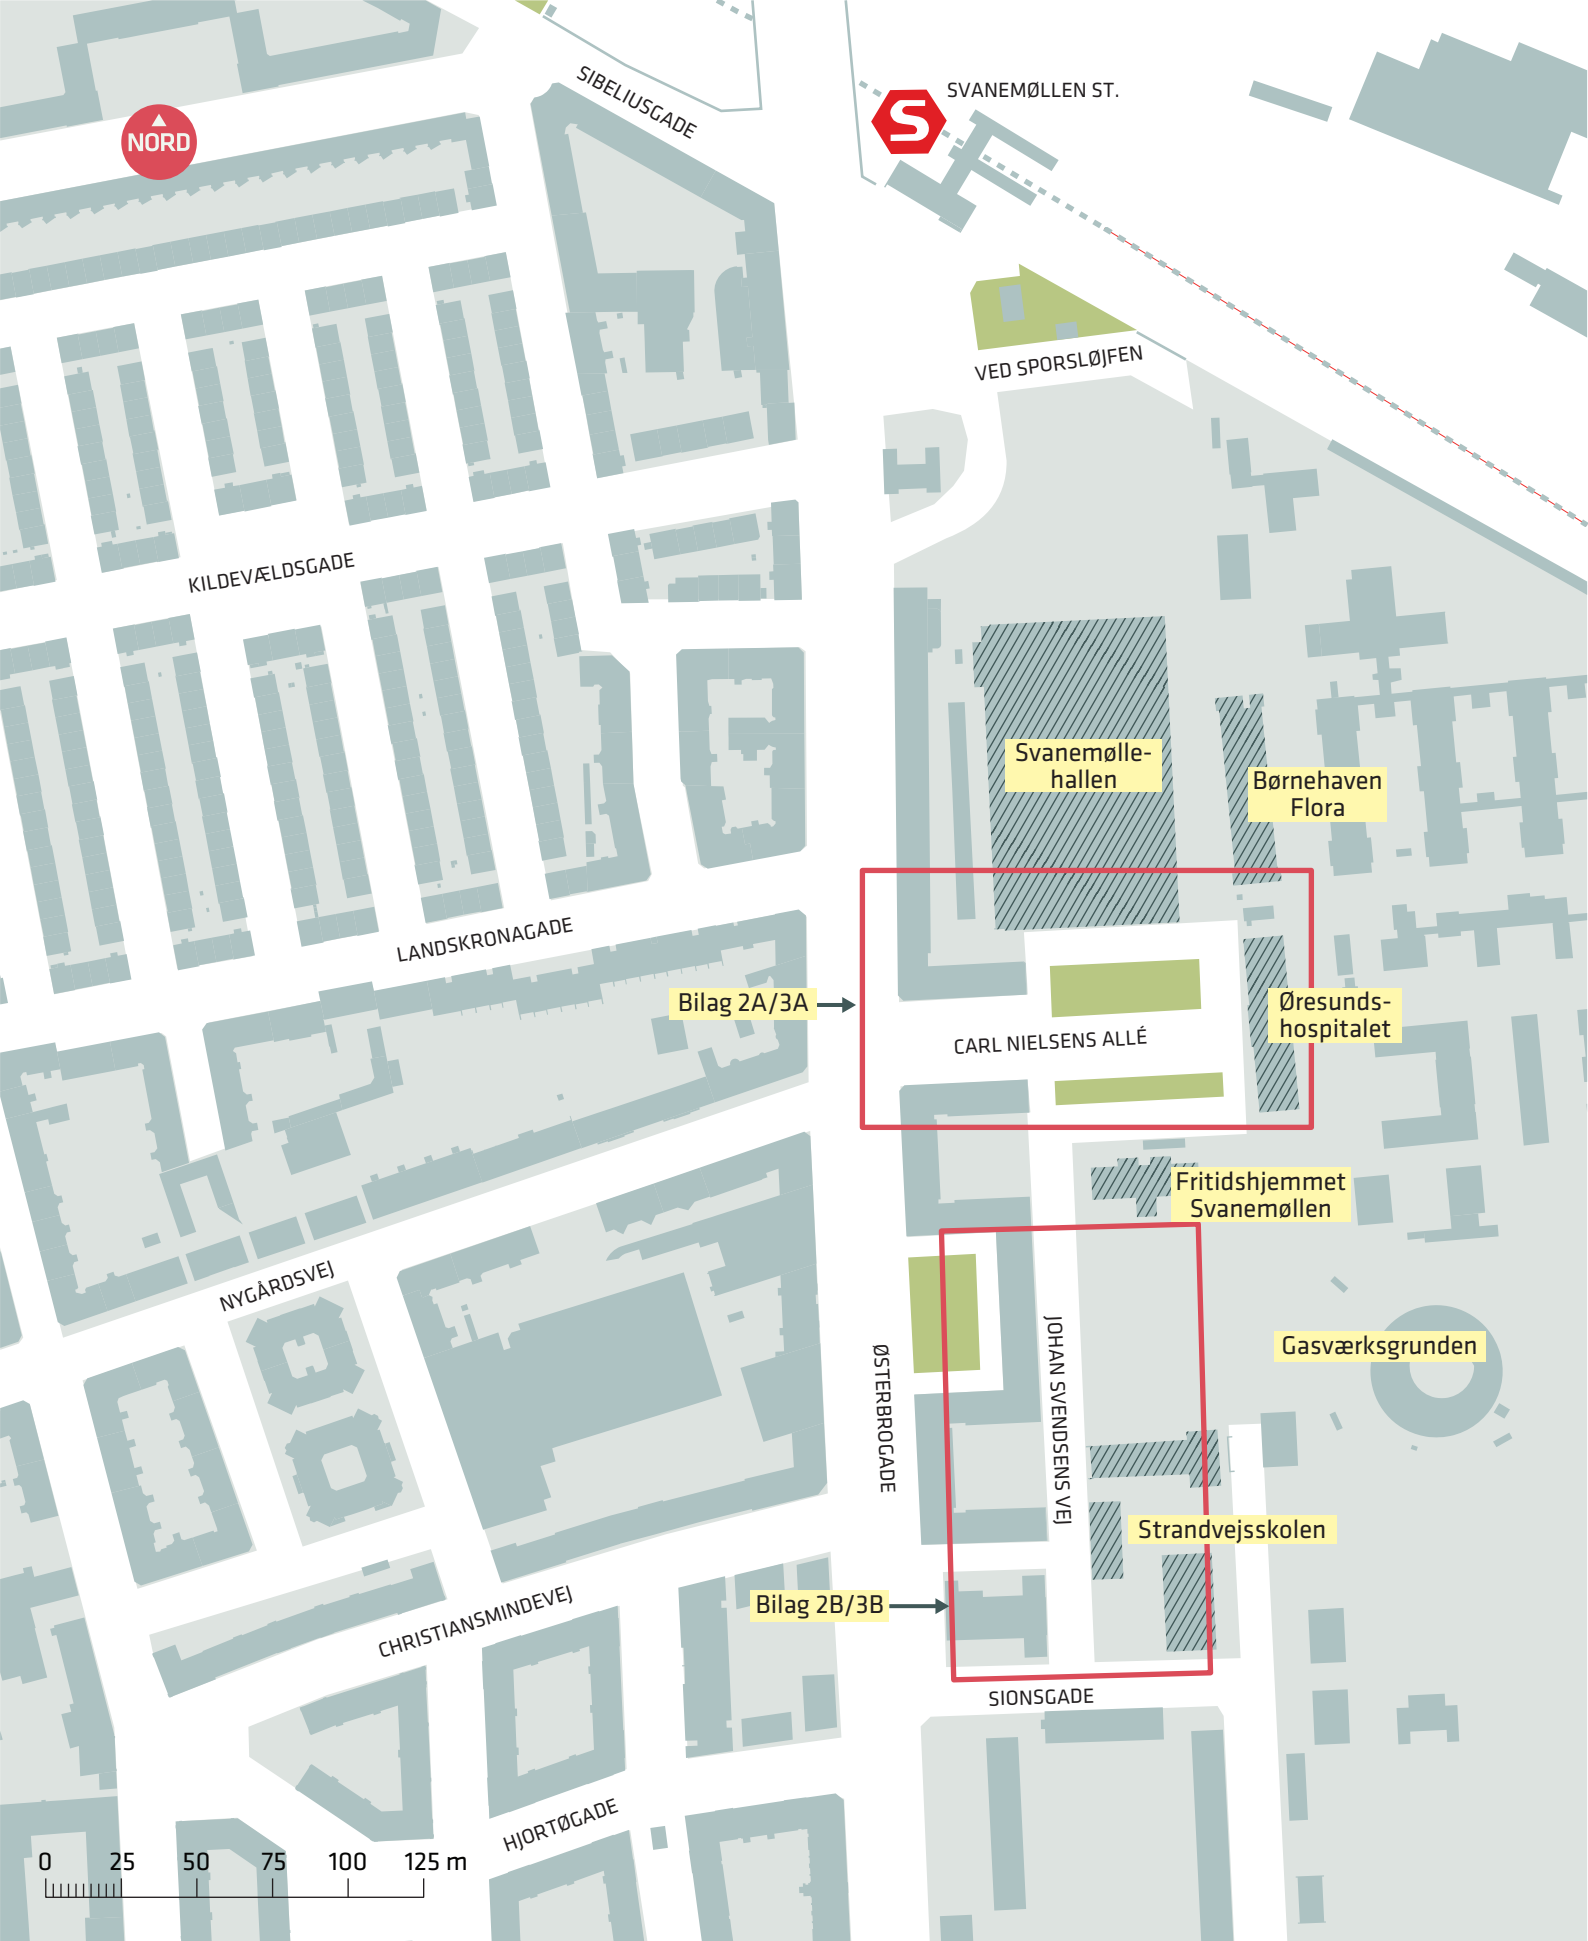 SIBELIUSGADE
S
SVANEMØLLEN ST.
NORD
VED SPORSLØJFEN
KILDEVÆLDSGADE
Svanemølle-
hallen
Børnehaven
Flora
LANDSKRONAGADE
Bilag 2A/3A
Øresunds-
hospitalet
CARL NIELSENS ALLÉ
Fritidshjemmet
Svanemøllen
NYGÅRDSVEJ
Gasværksgrunden
ØSTERBROGADE
JOHAN SVENDSENS VEJ
Strandvejsskolen
CHRISTIANSMINDEVEJ
Bilag 2B/3B
SIONSGADE
HJORTØGADE
0 25 50 75 100 125 m